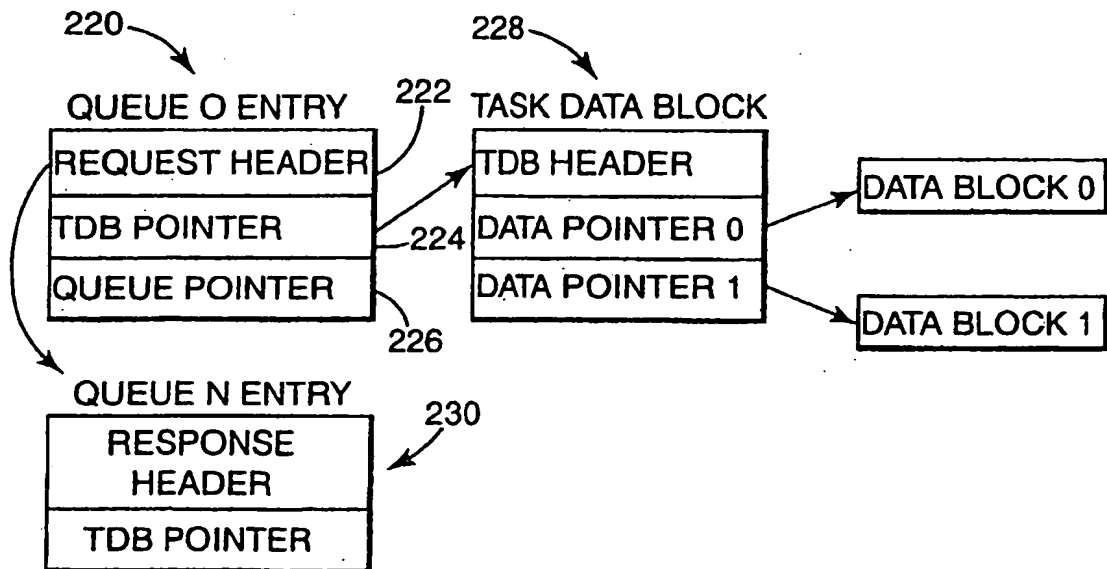 220
228
QUEUE O ENTRY
222
TASK DATA BLOCK
REQUEST HEADER
TDB HEADER
DATA BLOCK 0
TDB POINTER
224
DATA POINTER 0
QUEUE POINTER
DATA POINTER 1
226
DATA BLOCK 1
QUEUE N ENTRY
230
RESPONSE
HEADER
TDB POINTER